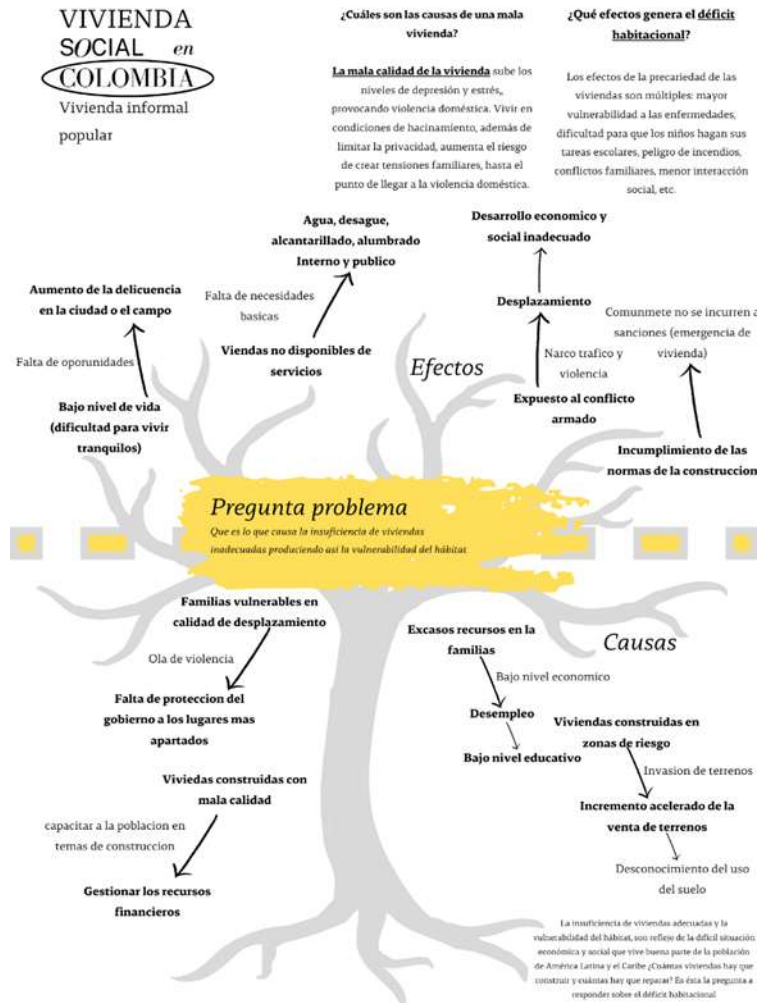 VIVIENDA
SOCIAL en
COLOMBIA
Vivienda informal
popular
¿Cuáles son las causas de una mala
vivienda?
La mala calidad de la vivienda sube los
niveles de depresión y estrés,,
provocando violencia doméstica. Vivir en
condiciones de hacinamiento, además de
limitar la privacidad, aumenta el riesgo
de crear tensiones familiares, hasta el
punto de llegar a la violencia doméstica.
¿Qué efectos genera el déficit
habitacional?
Los efectos de la precariedad de las
viviendas son múltiples: mayor
vulnerabilidad a las enfermedades,
dificultad para que los niños hagan sus
tareas escolares, peligro de incendios,
conflictos familiares, menor interacción
social, etc.
Agua, desague,
alcantarillado, alumbrado
Interno y publico
Falta de necesidades
basicas
Viendas no disponibles de
servicios
Aumento de la delicuencia
en la ciudad o el campo
Falta de oporunidades
Bajo nivel de vida
(dificultad para vivir
tranquilos)
Efectos
Desarrollo economico y
social inadecuado
Desplazamiento
Narco trafico y
violencia
Expuesto al conflicto
armado
Comunmete no se incurren a
sanciones (emergencia de
vivienda)
Incumplimiento de las
normas de la construccion
Pregunta problema
Que es lo que causa la insuficiencia de viviendas
inadecuadas produciendo asi la vulnerabilidad del hábitat
Familias vulnerables en
calidad de desplazamiento
Ola de violencia
Falta de proteccion del
gobierno a los lugares mas
apartados
Viviedas construidas con
mala calidad
capacitar a la poblacion en
temas de construccion
Gestionar los recursos
financieros
Causas
Excasos recursos en la
familias
Bajo nivel economico
Desempleo
Bajo nivel educativo
Viviendas construidas en
zonas de riesgo
Invasion de terrenos
Incremento acelerado de la
venta de terrenos
Desconocimiento del uso
del suelo
La insuficiencia de viviendas adecuadas y la
vulnerabilidad del hábitat, son reflejo de la difícil situación
económica y social que vive buena parte de la población
de América Latina y el Caribe ¿Cuántas viviendas hay que
construir y cuántas hay que reparar? Es ésta la pregunta a
responder sobre el déficit habitacional